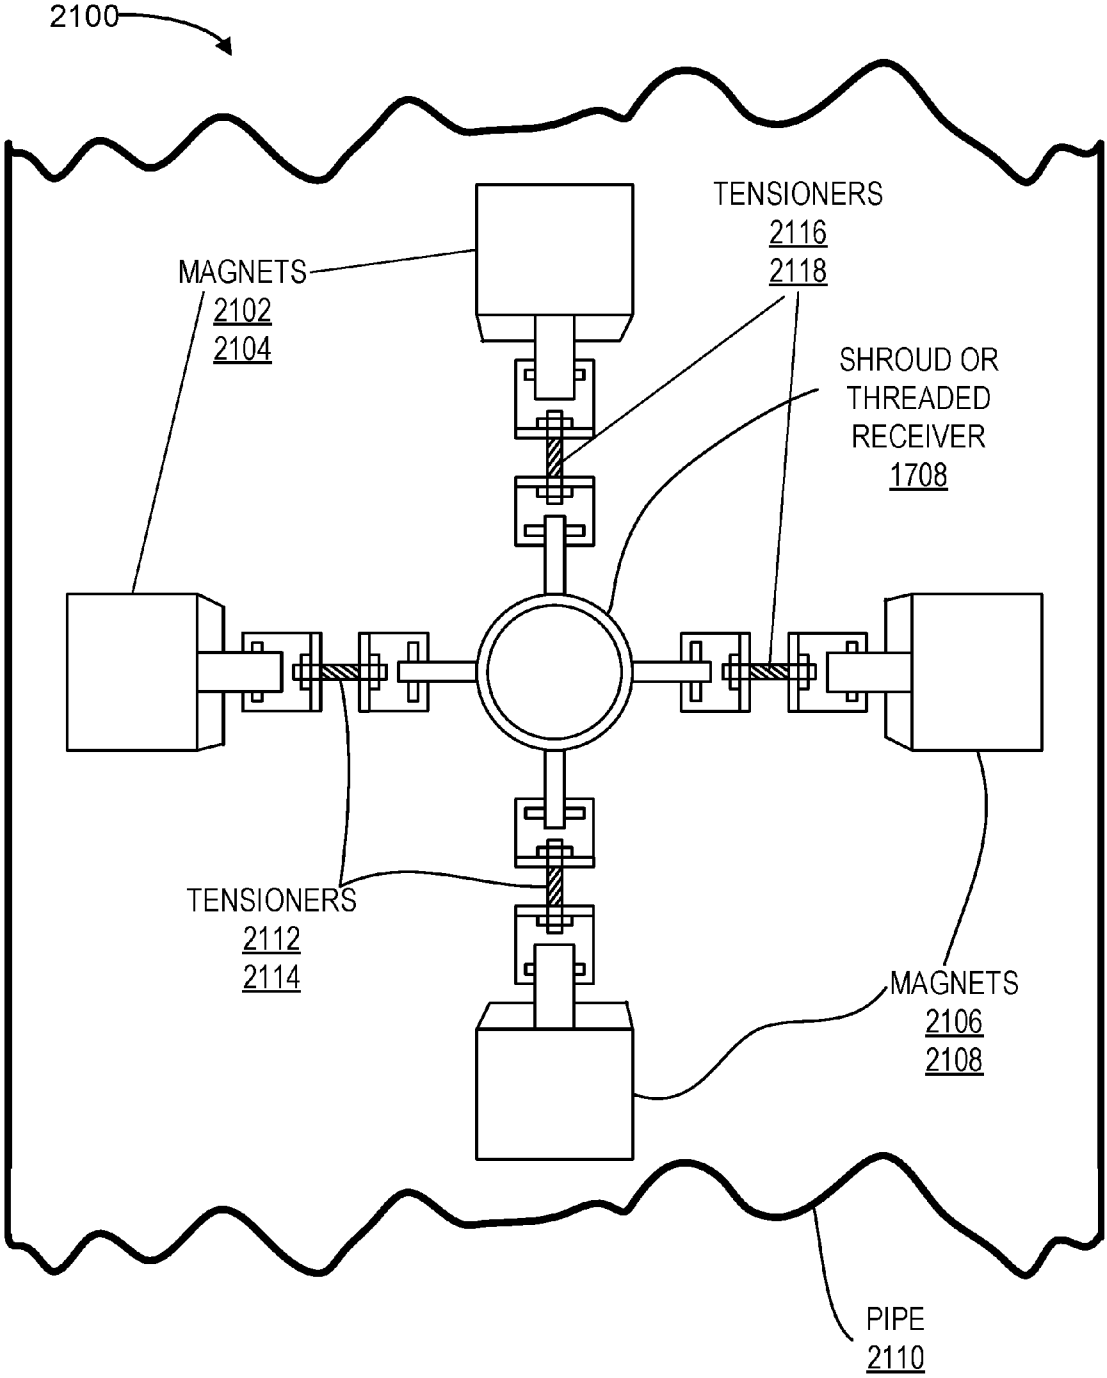 2100
TENSIONERS
2116
2118
MAGNETS
2102
2104
SHROUD OR
THREADED
RECEIVER
1708
TENSIONERS
2112
2114
MAGNETS
2106
2108
PIPE
2110